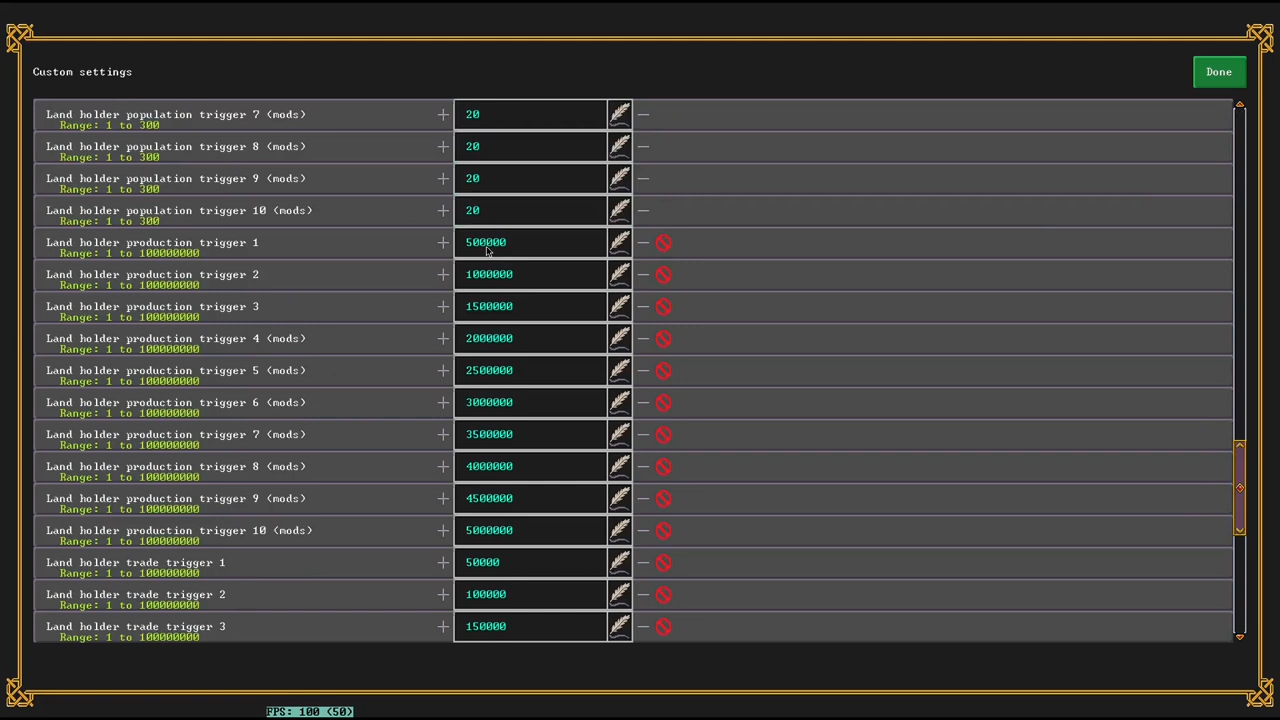 Custom settings
Done
Land holder population trigger 7 (mods) 20
Range: 1 to 300
Land holder population trigger 8 (mods) 20
Range: 1 to 300
Land holder population trigger 9 (mods) 20
Range: 1 to 300
Land holder population trigger 10 (mods) 20
Range: 1 to 300
Land holder production trigger 1 500000
Range: 1 to 100000000
Land holder production trigger 2 1000000
Range: 1 to 100000000
Land holder production trigger 3 1500000
Range: 1 to 100000000
Land holder production trigger 4 (mods) 2000000
Range: 1 to 100000000
Land holder production trigger 5 (mods) 2500000
Range: 1 to 100000000
Land holder production trigger 6 (mods) 3000000
Range: 1 to 100000000
Land holder production trigger 7 (mods) 3500000
Range: 1 to 100000000
Land holder production trigger 8 (mods) 4000000
Range: 1 to 100000000
Land holder production trigger 9 (mods) 4500000
Range: 1 to 100000000
Land holder production trigger 10 (mods) 5000000
Range: 1 to 100000000
Land holder trade trigger 1 50000
Range: 1 to 100000000
Land holder trade trigger 2 100000
Range: 1 to 100000000
Land holder trade trigger 3 150000
Range: 1 to 100000000
FPS: 100 (50)